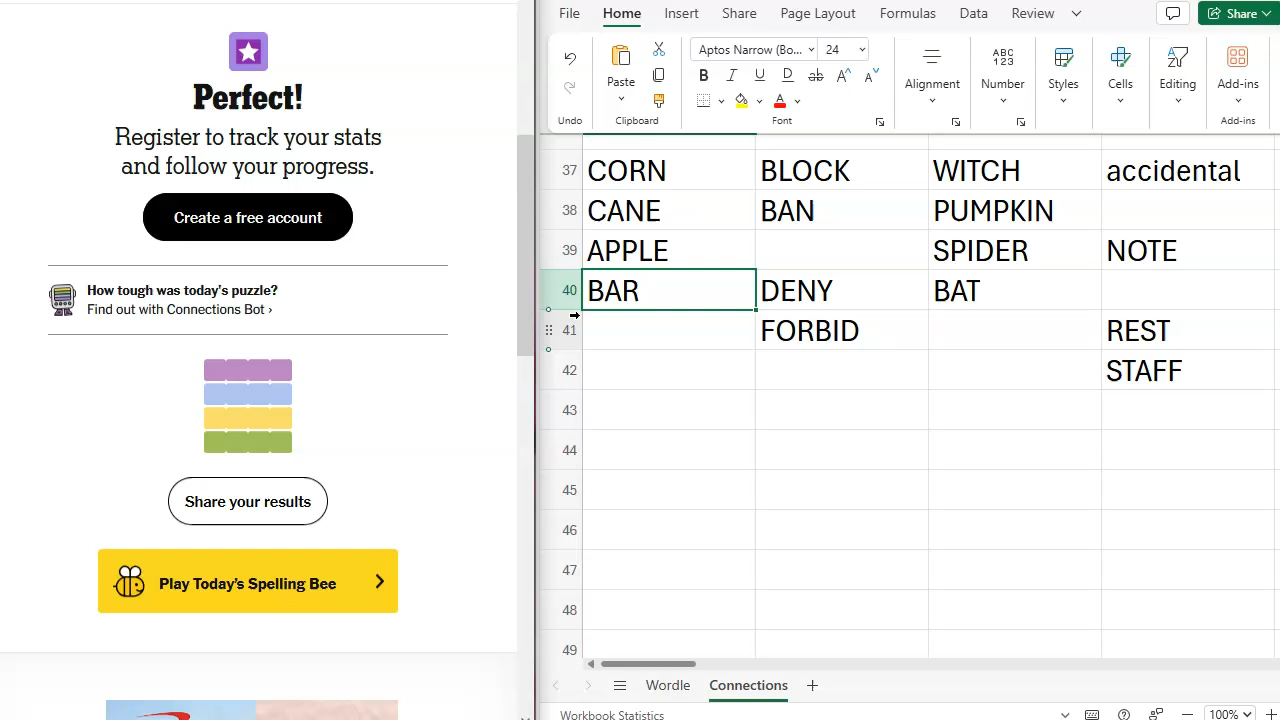 Perfect!
Register to track your stats
and follow your progress.
Create a free account
How tough was today's puzzle?
Find out with Connections Bot ›
Share your results
Play Today's Spelling Bee
File Home Insert Share Page Layout Formulas Data Review Share
Paste
Undo
Clipboard
Aptos Narrow (Bo... 24
B I U D ab A A
A
Font
Alignment
ABC
123
Number
Styles
Cells
Editing
Add-ins
Add-ins
37 CORN BLOCK WITCH accidental
38 CANE BAN PUMPKIN
39 APPLE SPIDER NOTE
40 BAR DENY BAT
41 FORBID REST
42 STAFF
43
44
45
46
47
48
49
Wordle Connections
Workbook Statistics
100%